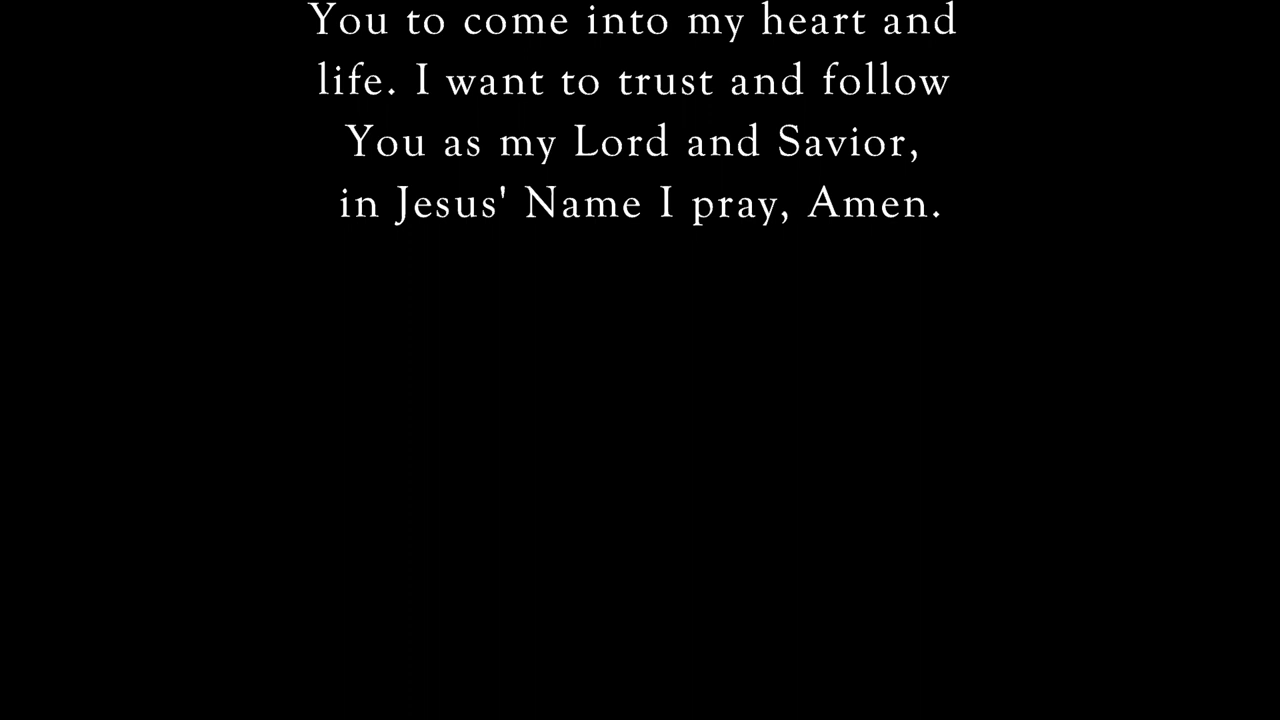 You to come into my heart and
life. I want to trust and follow
You as my Lord and Savior,
in Jesus' Name I pray, Amen.